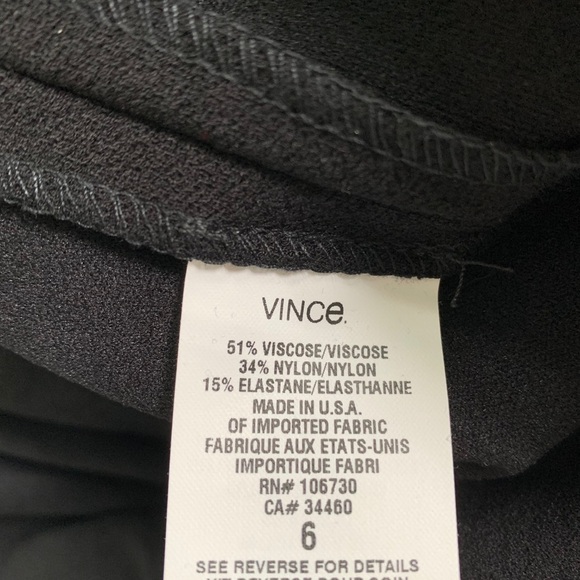 VINCe.
51% VISCOSE/VISCOSE
34% NYLON/NYLON
15% ELASTANE/ELASTHANNE
MADE IN U.S.A.
OF IMPORTED FABRIC
FABRIQUE AUX ETATS-UNIS
IMPORTIQUE FABRI
RN# 106730
CA# 34460
6
SEE REVERSE FOR DETAILS